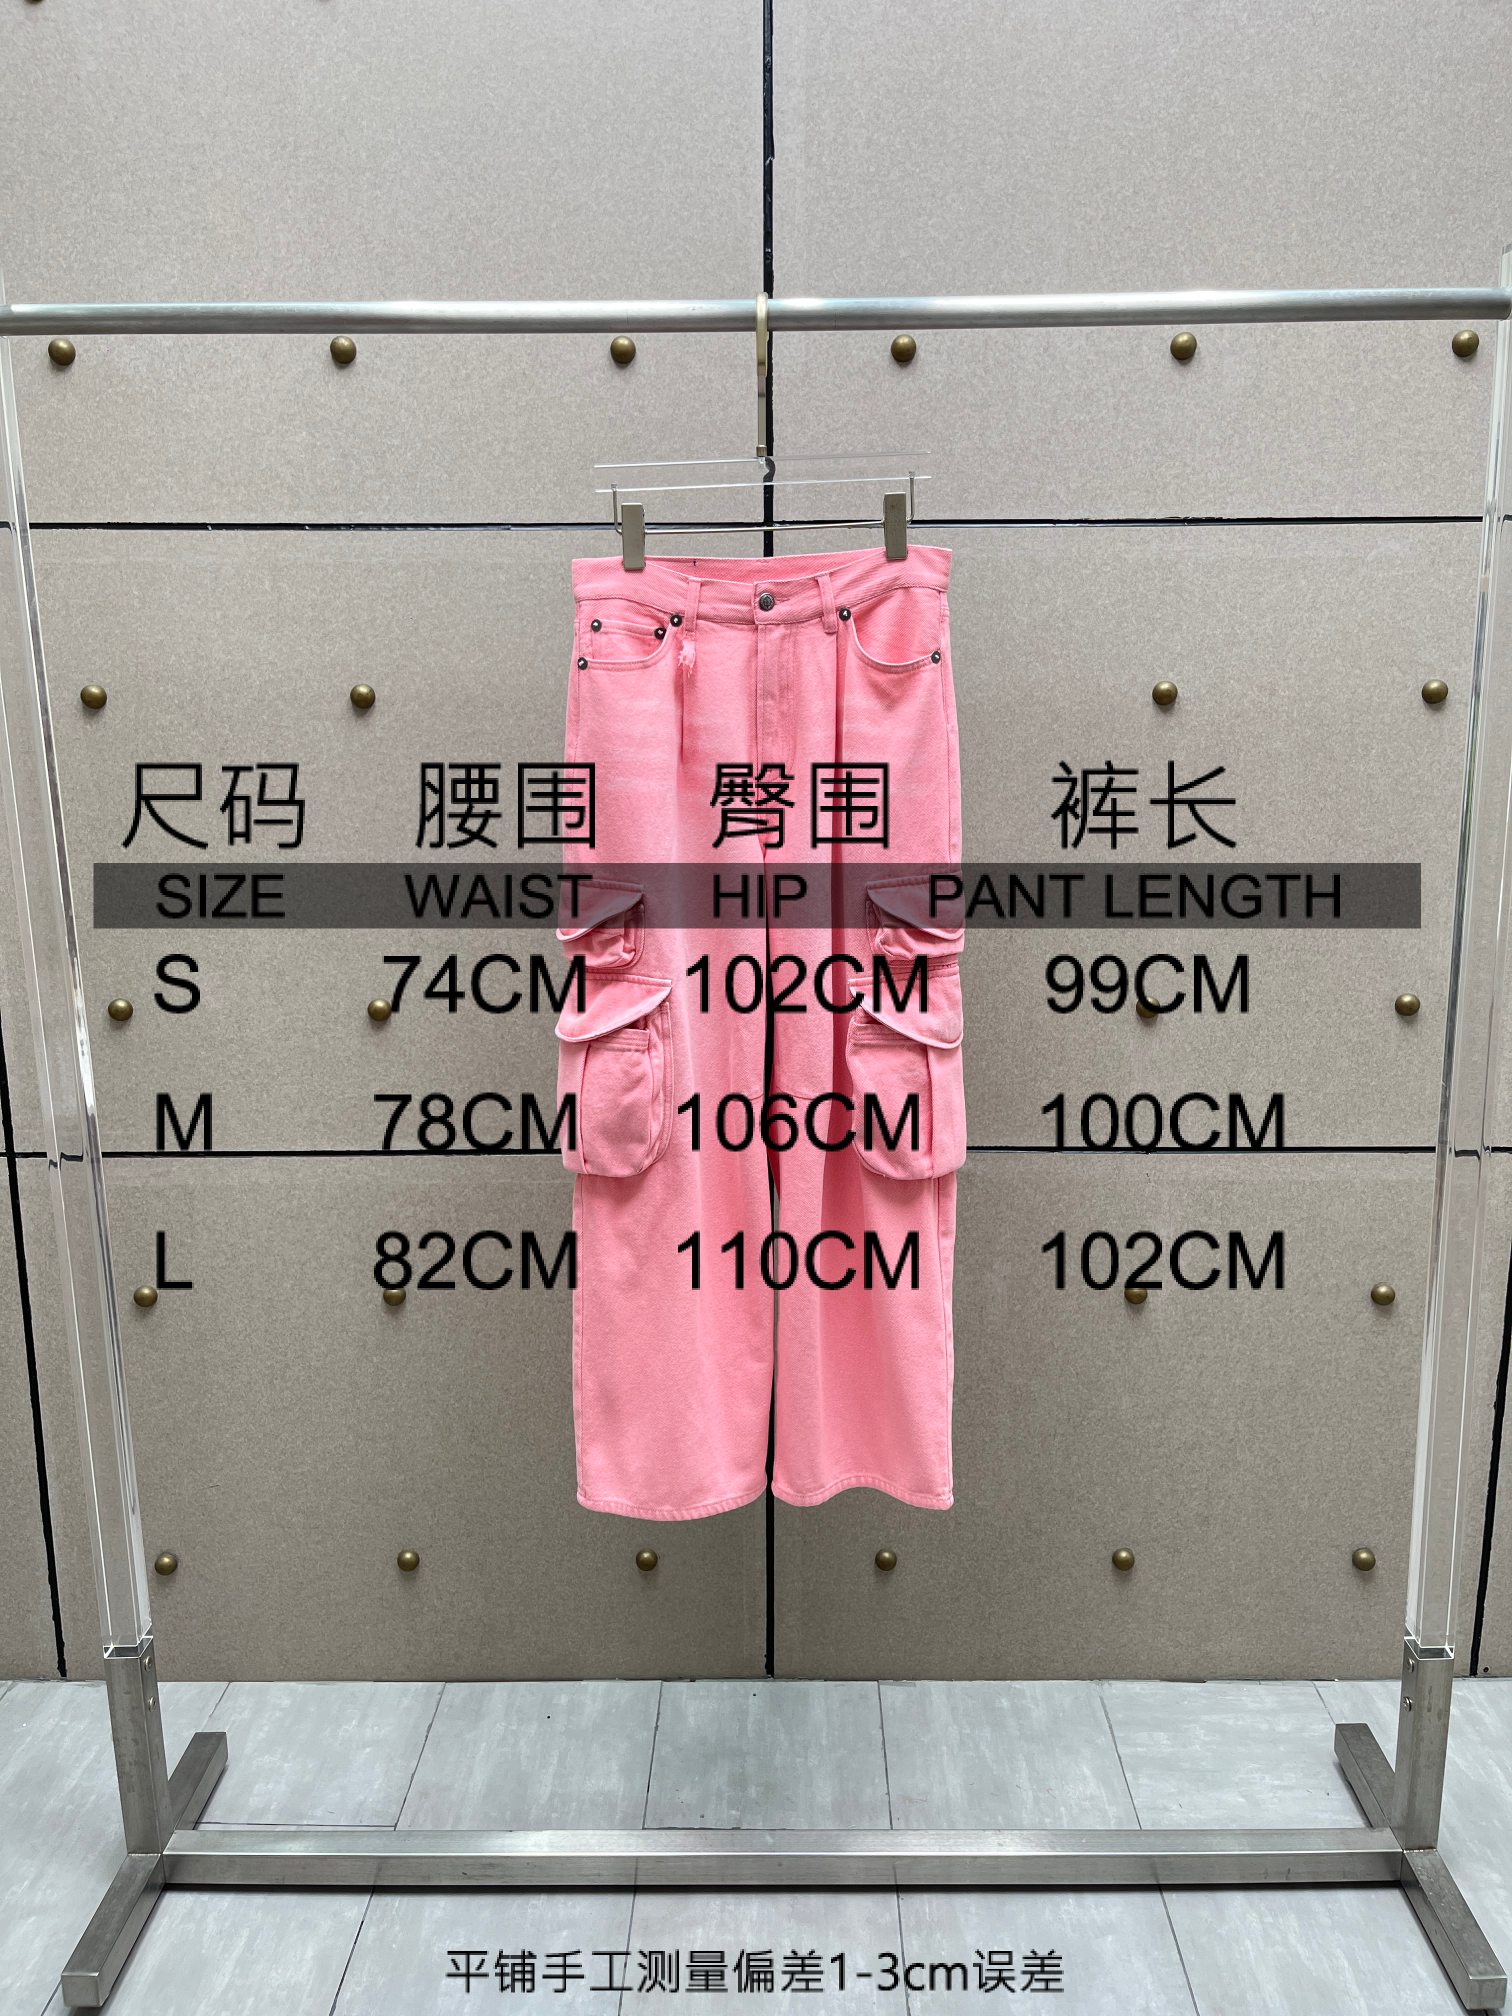 尺码 腰围 臀围 裤长
SIZE WAIST HIP PANT LENGTH
S 74CM 102CM 99CM
M 78CM 106CM 100CM
L 82CM 110CM 102CM
平铺手工测量偏差1-3cm误差